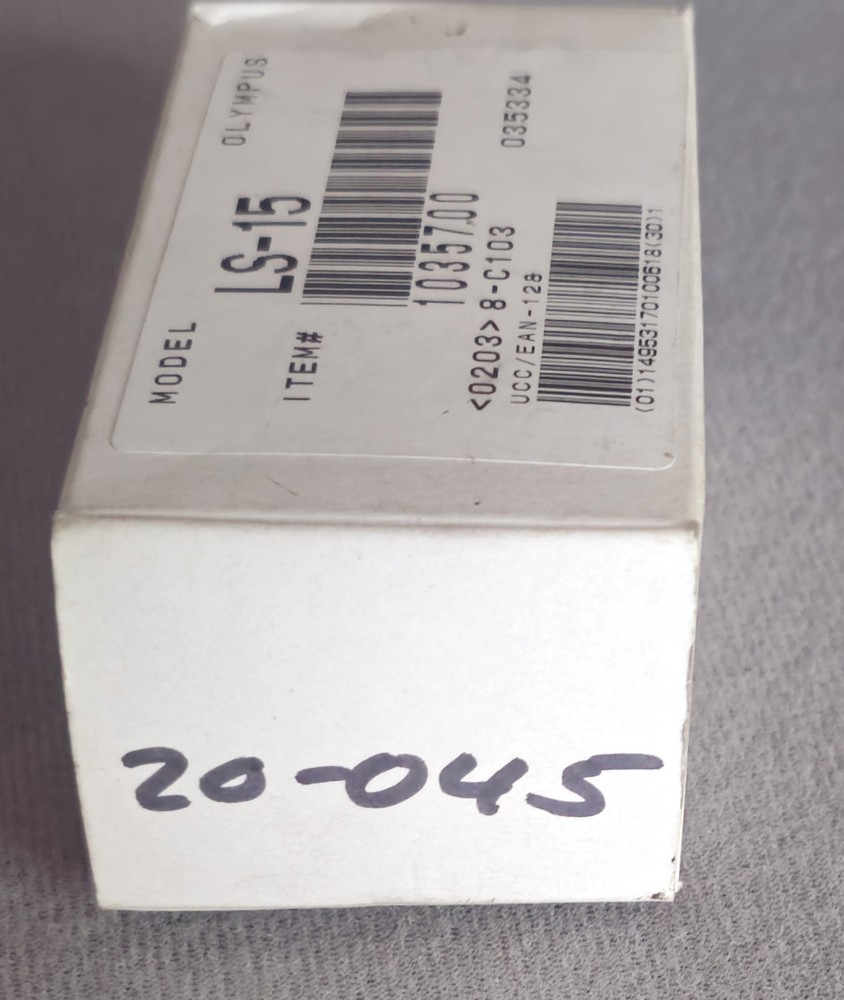 MODEL OLYMPUS
LS-15
ITEM#
1035700
<0203> 8-C103 035334
UCC/EAN-128
(01)14953170100618(30)1
20-045